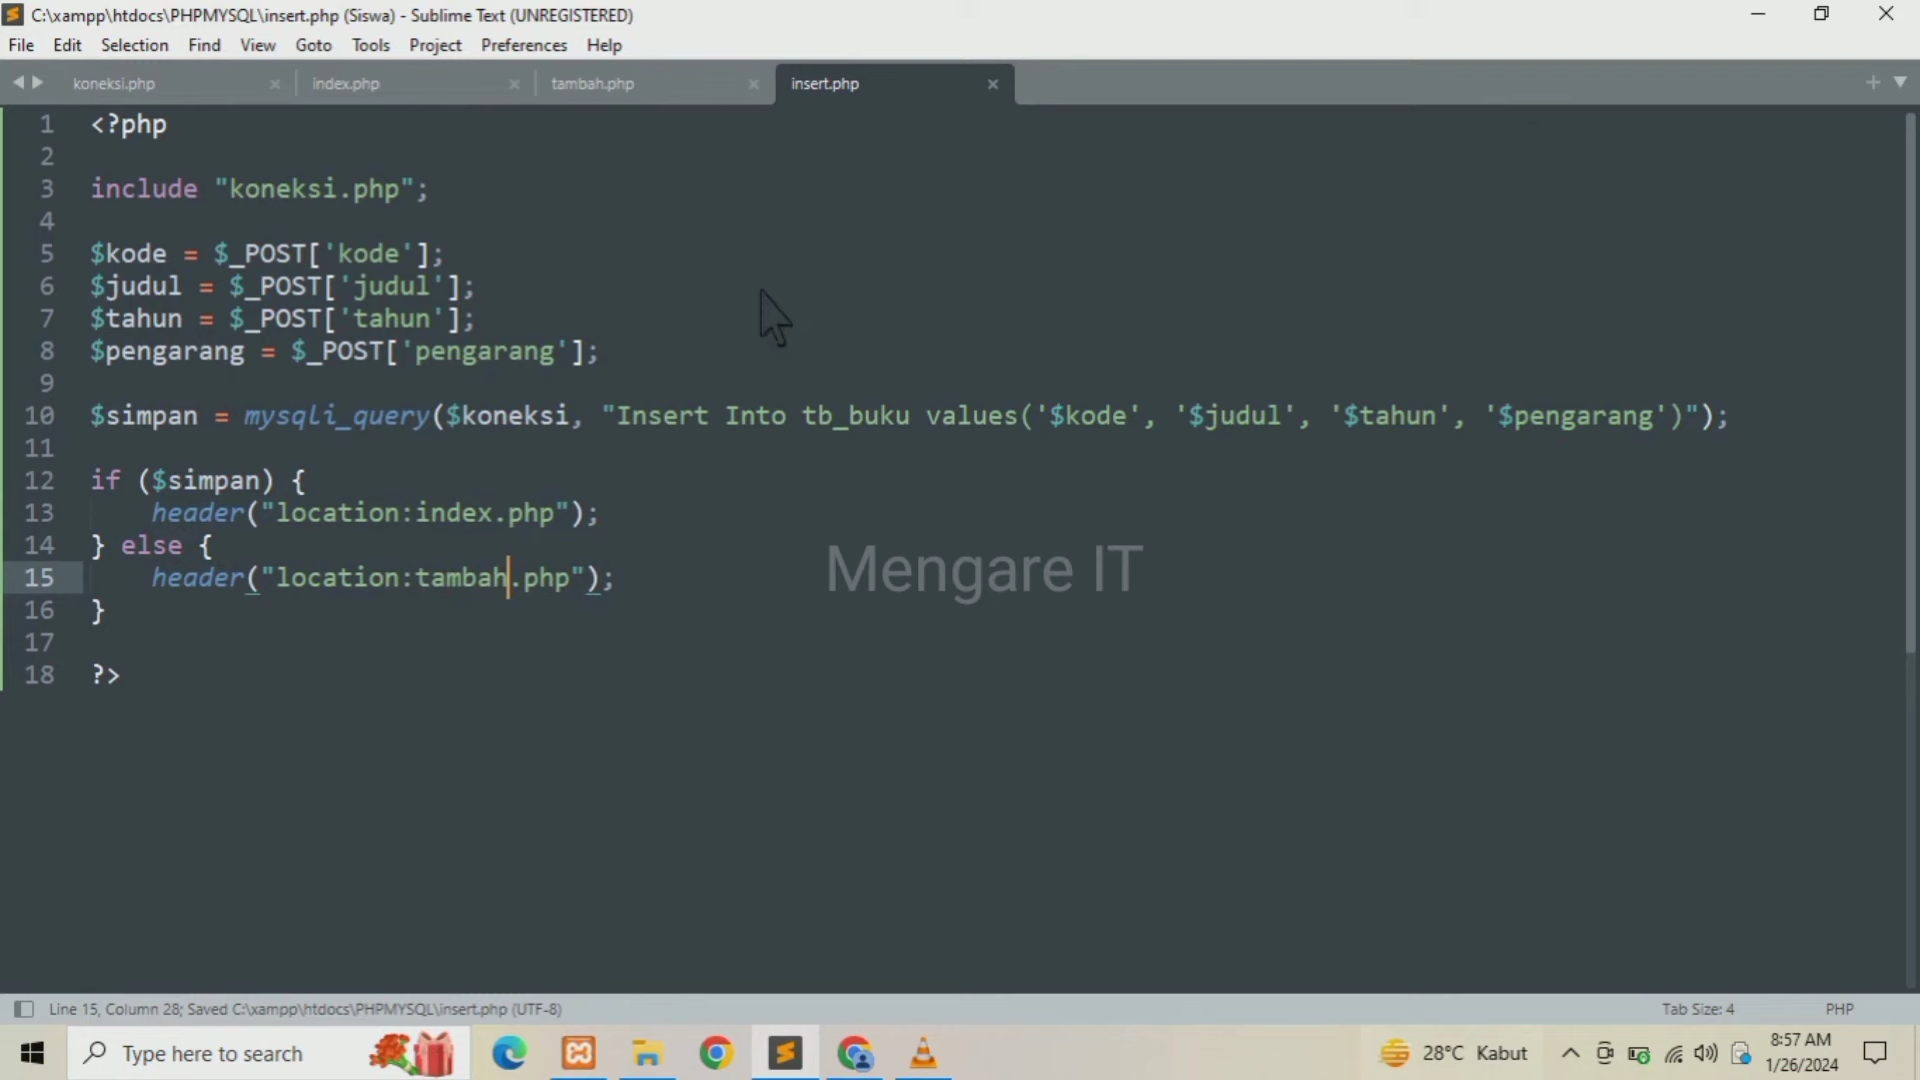 C:\xampp\htdocs\PHPMYSQL\insert.php (Siswa) - Sublime Text (UNREGISTERED)
File Edit Selection Find View Goto Tools Project Preferences Help
koneksi.php index.php tambah.php insert.php
1 <?php
2
3 include "koneksi.php";
4
5 $kode = $_POST['kode'];
6 $judul = $_POST['judul'];
7 $tahun = $_POST['tahun'];
8 $pengarang = $_POST['pengarang'];
9
10 $simpan = mysqli_query($koneksi, "Insert Into tb_buku values('$kode', '$judul', '$tahun', '$pengarang')");
11
12 if ($simpan) {
13 header("location:index.php");
14 } else {
15 header("location:tambah.php");
16 }
17
18 ?>
Mengare IT
Line 15, Column 28; Saved C:\xampp\htdocs\PHPMYSQL\insert.php (UTF-8) Tab Size: 4 PHP
Type here to search 28°C Kabut 8:57 AM
1/26/2024